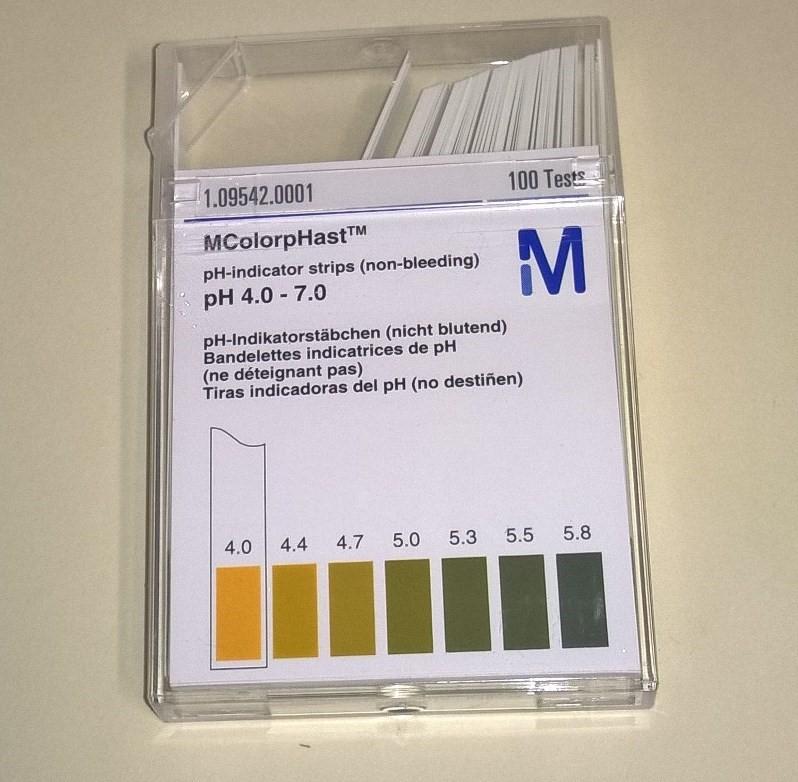 1.09542.0001 100 Tests
MColorpHast™
M
pH-indicator strips (non-bleeding)
pH 4.0 - 7.0
pH-Indikatorstäbchen (nicht blutend)
Bandelettes indicatrices de pH
(ne déteignant pas)
Tiras indicadoras del pH (no destiñen)
4.0 4.4 4.7 5.0 5.3 5.5 5.8